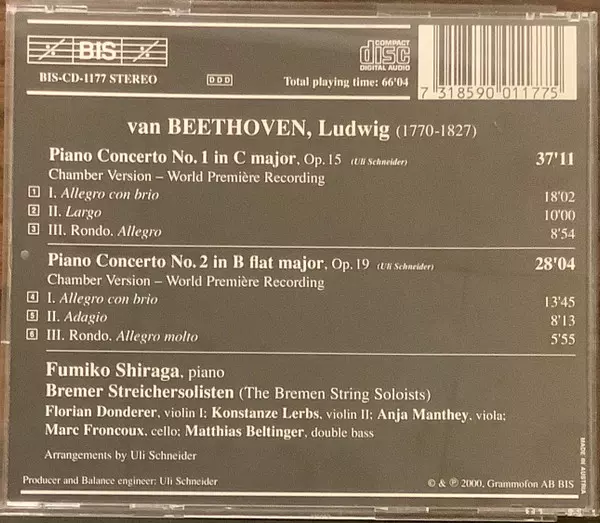 BIS
COMPACT
disc
DIGITAL AUDIO
BIS-CD-1177 STEREO
D D D
Total playing time: 66'04
7 318590 011775
van BEETHOVEN, Ludwig (1770-1827)
Piano Concerto No. 1 in C major, Op. 15 (Uli Schneider) 37'11
Chamber Version – World Première Recording
1 I. Allegro con brio 18'02
2 II. Largo 10'00
3 III. Rondo. Allegro 8'54
Piano Concerto No. 2 in B flat major, Op. 19 (Uli Schneider) 28'04
Chamber Version – World Première Recording
4 I. Allegro con brio 13'45
5 II. Adagio 8'13
6 III. Rondo. Allegro molto 5'55
Fumiko Shiraga, piano
Bremer Streichersolisten (The Bremen String Soloists)
Florian Donderer, violin I; Konstanze Lerbs, violin II; Anja Manthey, viola;
Marc Froncoux, cello; Matthias Beltinger, double bass
Arrangements by Uli Schneider
Producer and Balance engineer: Uli Schneider
© & ℗ 2000, Grammofon AB BIS
MADE IN AUSTRIA